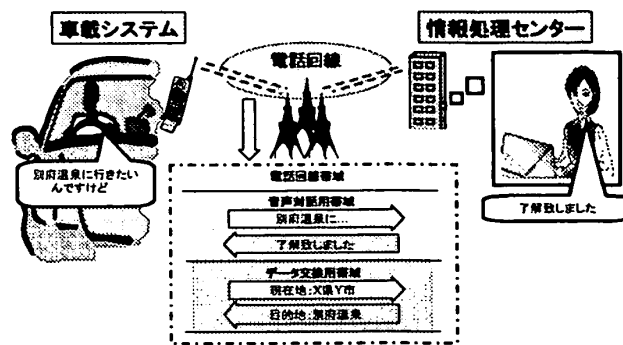 車載システム
情報処理センター
電話回線
別府温泉に行きたい
んですけど
了解致しました
電話回線帯域
音声対話用帯域
別府温泉に…
了解致しました
データ交換用帯域
現在地:X県Y市
目的地:別府温泉